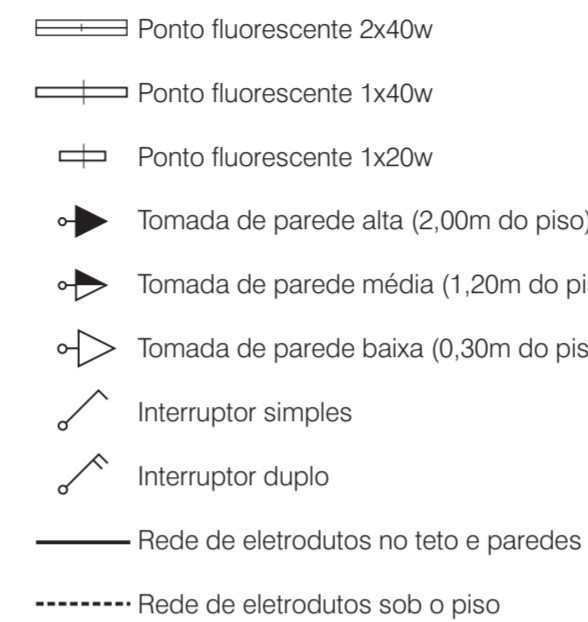 Ponto fluorescente 2x40w
Ponto fluorescente 1x40w
Ponto fluorescente 1x20w
Tomada de parede alta (2,00m do piso)
Tomada de parede média (1,20m do pi
Tomada de parede baixa (0,30m do pis
Interruptor simples
Interruptor duplo
Rede de eletrodutos no teto e paredes
Rede de eletrodutos sob o piso